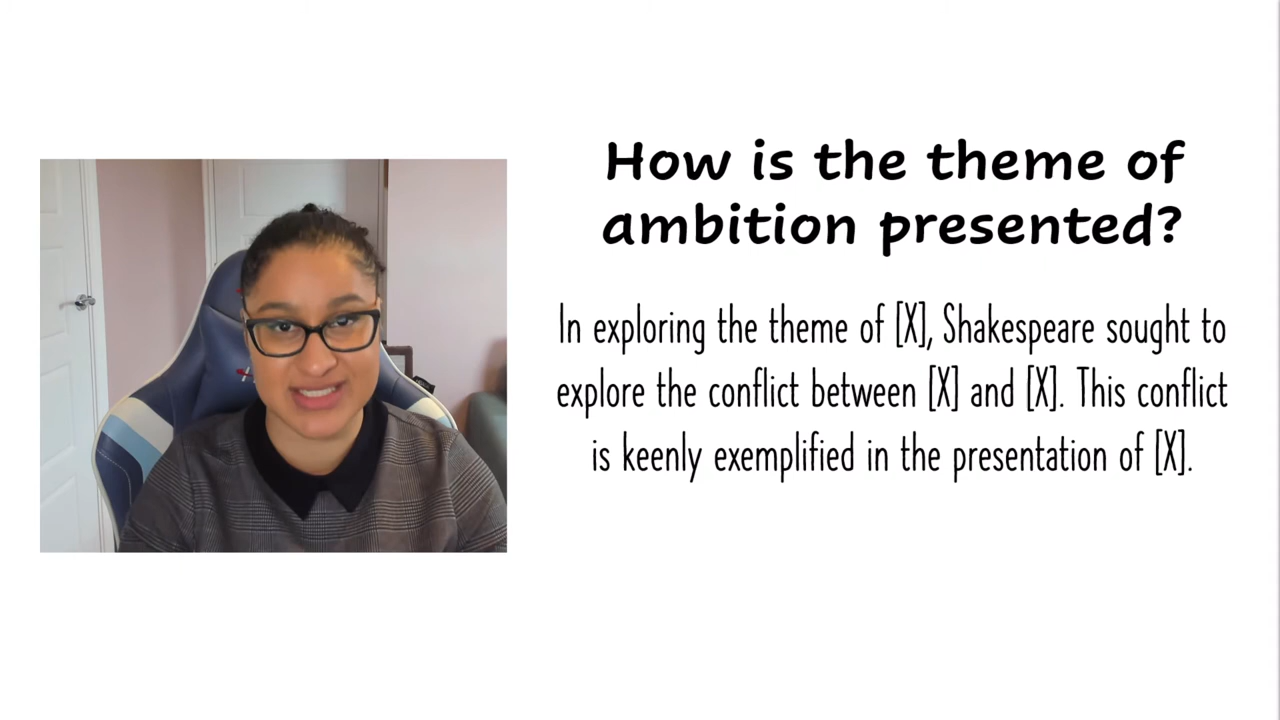 How is the theme of
ambition presented?
In exploring the theme of [X], Shakespeare sought to
explore the conflict between [X] and [X]. This conflict
is keenly exemplified in the presentation of [X].